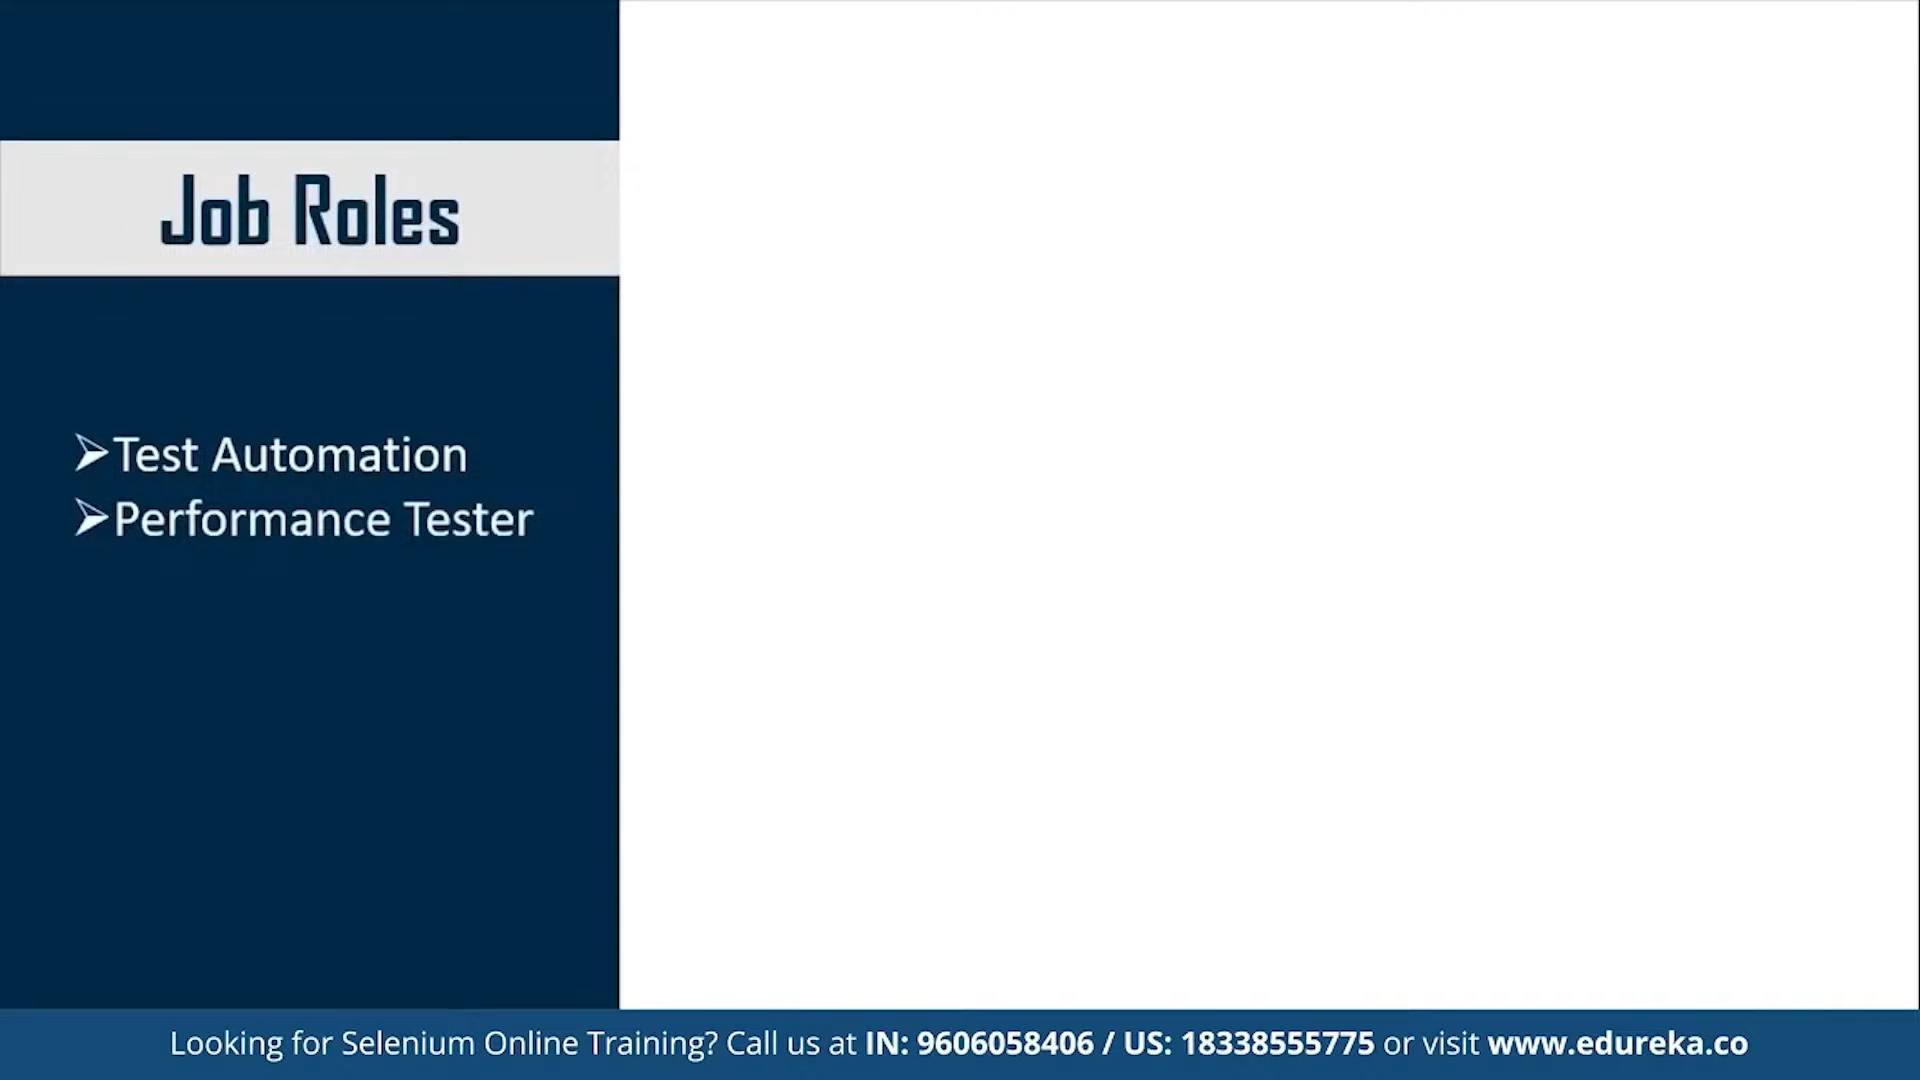 Job Roles
➢Test Automation
➢Performance Tester
Looking for Selenium Online Training? Call us at IN: 9606058406 / US: 18338555775 or visit www.edureka.co